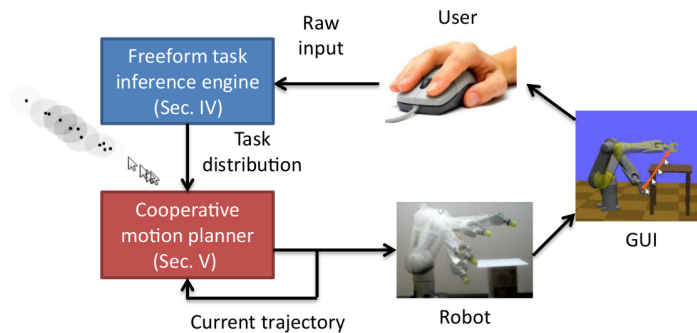 User
Raw
input
Freeform task
inference engine
(Sec. IV)
Task
distribution
Cooperative
motion planner
(Sec. V)
GUI
Robot
Current trajectory